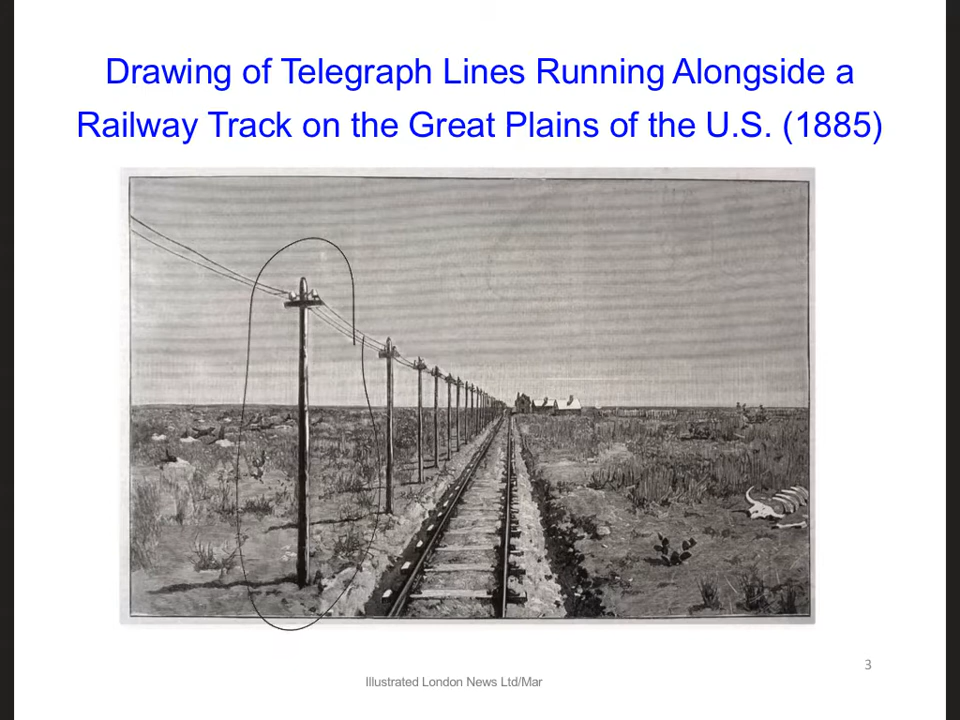 Drawing of Telegraph Lines Running Alongside a
Railway Track on the Great Plains of the U.S. (1885)
3
Illustrated London News Ltd/Mar